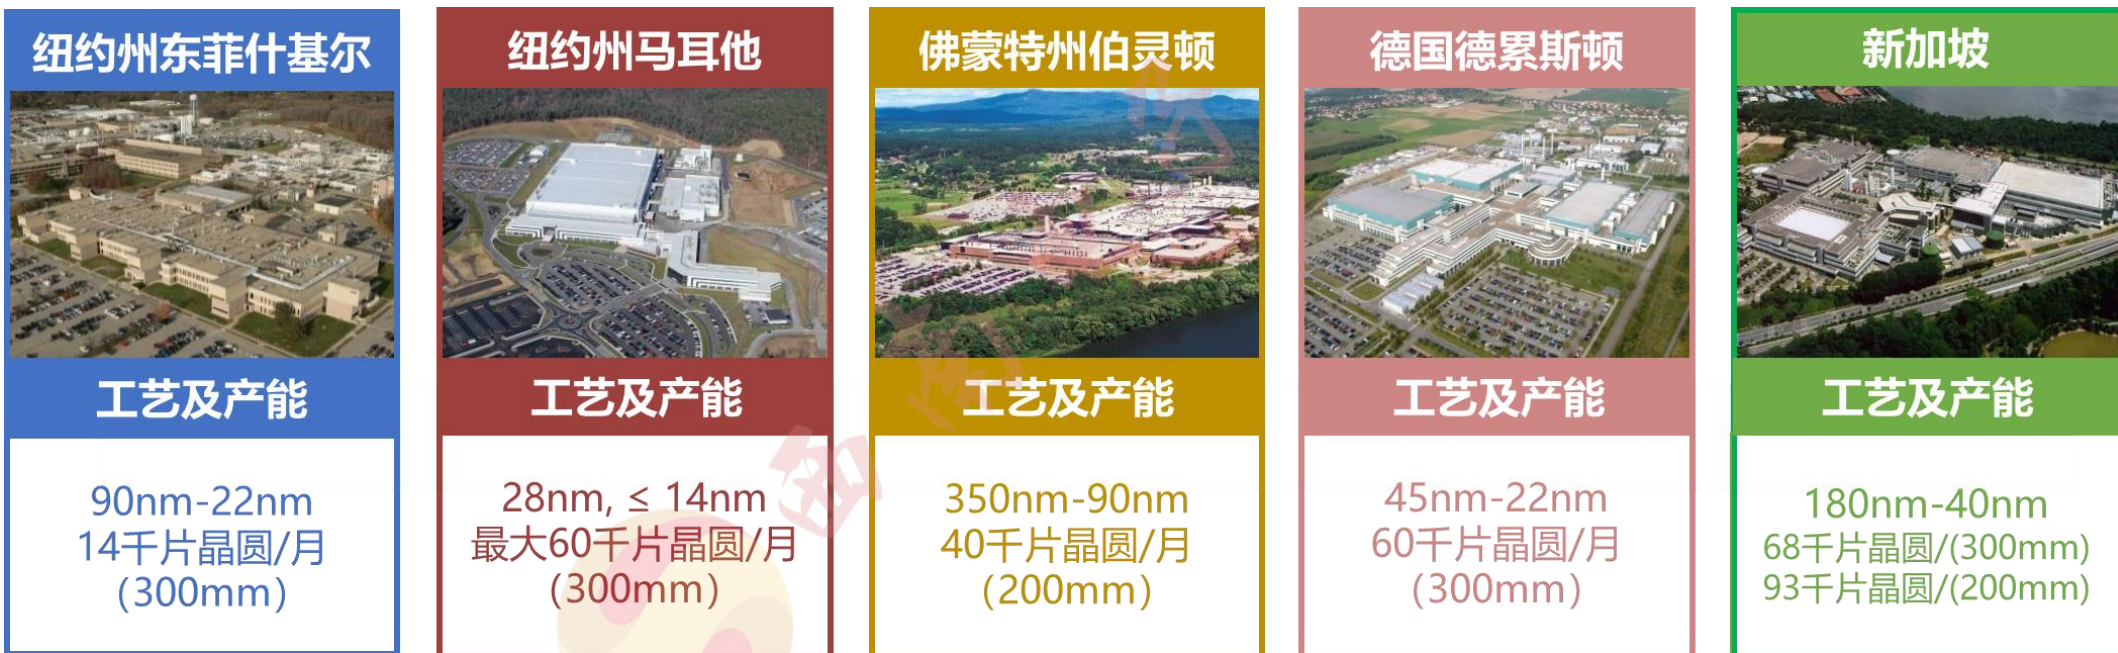 纽约州东菲什基尔
工艺及产能
90nm-22nm
14千片晶圆/月
(300mm)
纽约州马耳他
工艺及产能
28nm, ≤ 14nm
最大60千片晶圆/月
(300mm)
佛蒙特州伯灵顿
工艺及产能
350nm-90nm
40千片晶圆/月
(200mm)
德国德累斯顿
工艺及产能
45nm-22nm
60千片晶圆/月
(300mm)
新加坡
工艺及产能
180nm-40nm
68千片晶圆/(300mm)
93千片晶圆/(200mm)